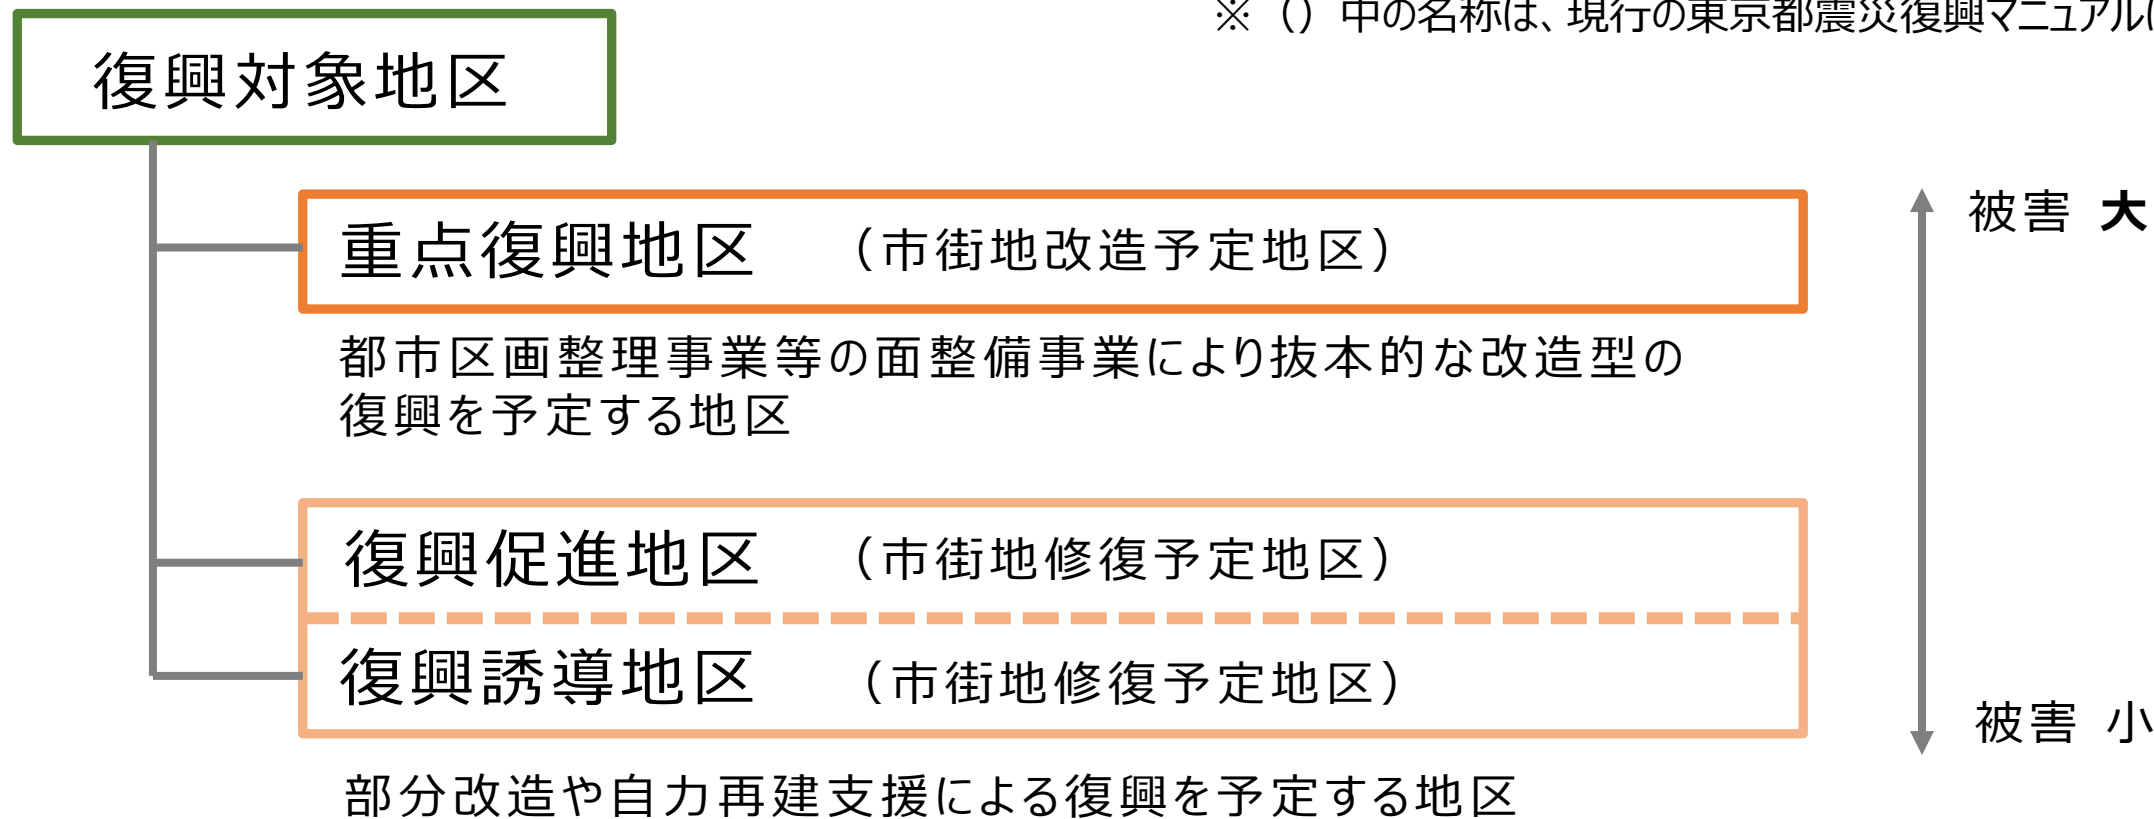 ※（）中の名称は、現行の東京都震災復興マニュアル
復興対象地区
重点復興地区 （市街地改造予定地区）
被害 大
都市区画整理事業等の面整備事業により抜本的な改造型の
復興を予定する地区
復興促進地区 （市街地修復予定地区）
復興誘導地区 （市街地修復予定地区）
被害 小
部分改造や自力再建支援による復興を予定する地区